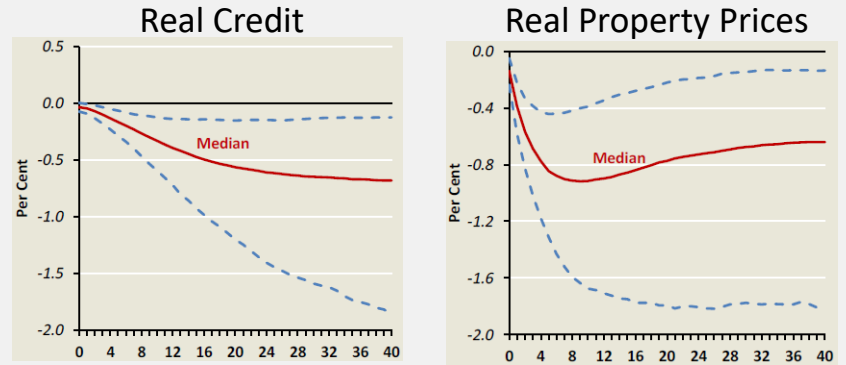 Real Credit
0.5
0.0
-0.5
-1.0
-1.5
-2.0
Per Cent
Median
0 4 8 12 16 20 24 28 32 36 40
Real Property Prices
0.0
-0.4
-0.8
-1.2
-1.6
-2.0
Per Cent
Median
0 4 8 12 16 20 24 28 32 36 40